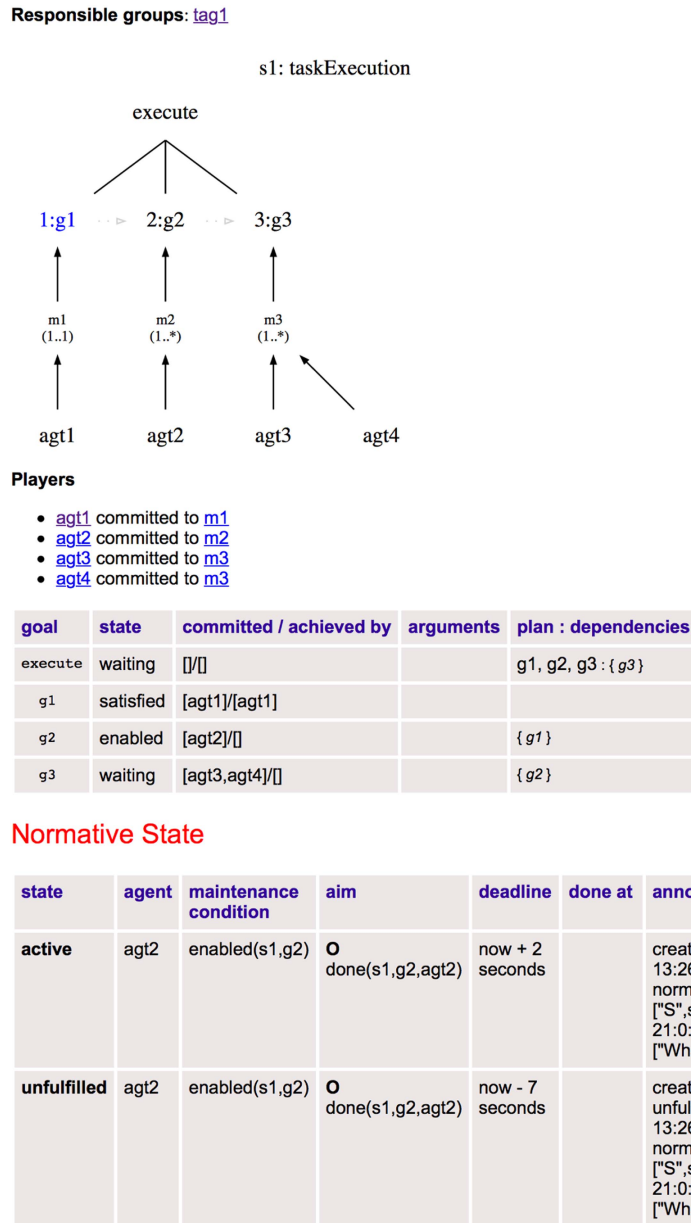 Responsible groups: tag1
s1: taskExecution
execute
1:g1 2:g2 3:g3
m1 m2 m3
(1..1) (1..*) (1..*)
agt1 agt2 agt3 agt4
Players
• agt1 committed to m1
• agt2 committed to m2
• agt3 committed to m3
• agt4 committed to m3
goal state committed / achieved by arguments plan : dependencies
execute waiting []/[] g1, g2, g3 : { g3 }
g1 satisfied [agt1]/[agt1]
g2 enabled [agt2]/[] { g1 }
g3 waiting [agt3,agt4]/[] { g2 }
Normative State
state agent maintenance aim deadline done at
condition
active agt2 enabled(s1,g2) O now + 2
done(s1,g2,agt2) seconds
unfulfilled agt2 enabled(s1,g2) O now - 7
done(s1,g2,agt2) seconds